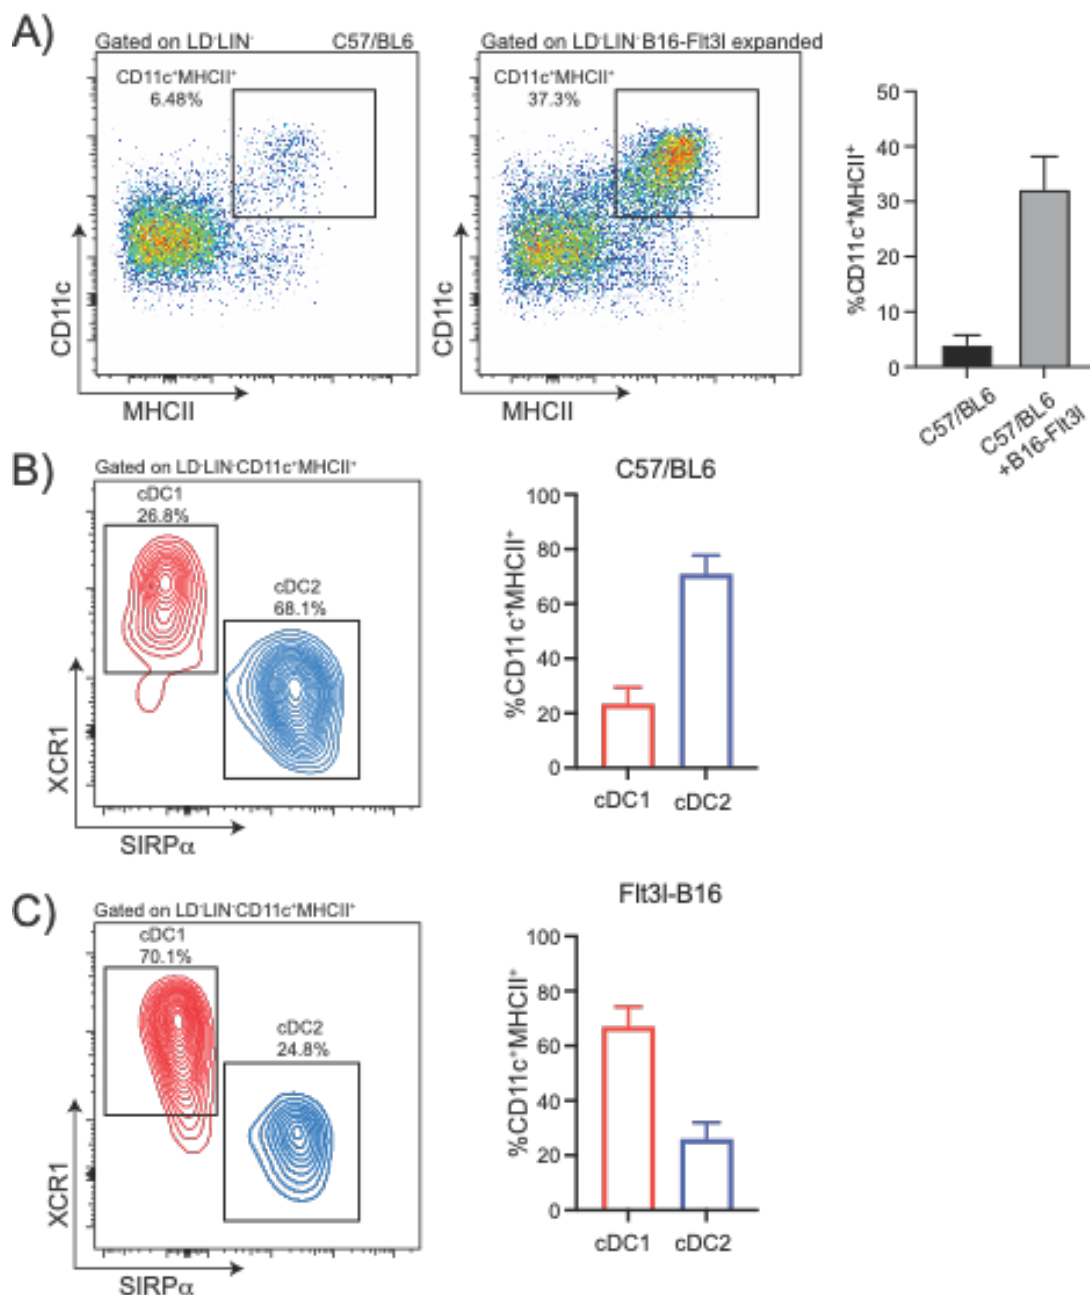 A)
Gated on LD⁻LIN⁻
C57/BL6
CD11c⁺MHCII⁺
6.48%
CD11c
MHCII
Gated on LD⁻LIN⁻B16-Flt3l expanded
CD11c⁺MHCII⁺
37.3%
CD11c
MHCII
%CD11c⁺MHCII⁺
50
40
30
20
10
0
C57/BL6
C57/BL6
+B16-Flt3l
B)
Gated on LD⁻LIN⁻CD11c⁺MHCII⁺
cDC1
26.8%
cDC2
68.1%
XCR1
SIRPα
C57/BL6
%CD11c⁺MHCII⁺
100
80
60
40
20
0
cDC1 cDC2
C)
Gated on LD⁻LIN⁻CD11c⁺MHCII⁺
cDC1
70.1%
cDC2
24.8%
XCR1
SIRPα
Flt3l-B16
%CD11c⁺MHCII⁺
100
80
60
40
20
0
cDC1 cDC2